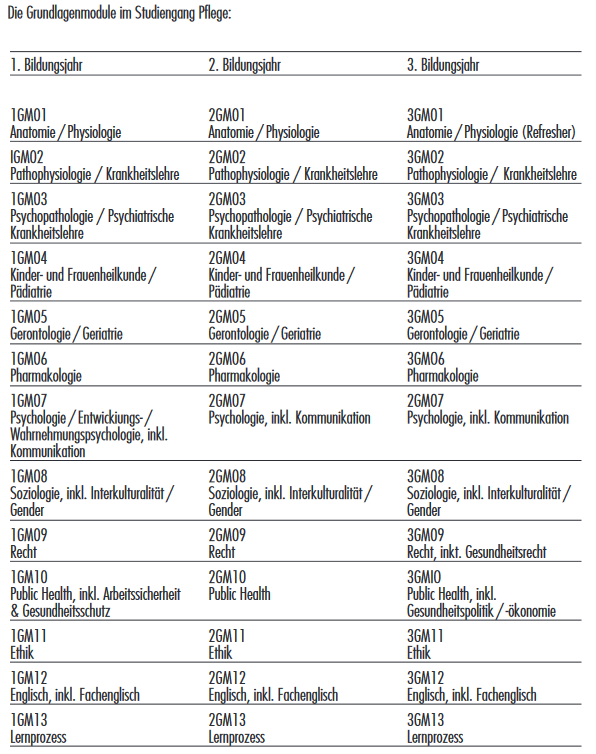 Die Grundlagenmodule im Studiengang Pflege:
1. Bildungsjahr 2. Bildungsjahr 3. Bildungsjahr
1GM01 2GM01 3GM01
Anatomie / Physiologie Anatomie / Physiologie Anatomie / Physiologie (Refresher)
IGM02 2GM02 3GM02
Pathophysiologie / Krankheitslehre Pathophysiologie / Krankheitslehre Pathophysiologie / Krankheitslehre
1GM03 2GM03 3GM03
Psychopathologie / Psychiatrische Psychopathologie / Psychiatrische Psychopathologie / Psychiatrische
Krankheitslehre Krankheitslehre Krankheitslehre
1GM04 2GM04 3GM04
Kinder- und Frauenheilkunde / Kinder- und Frauenheilkunde / Kinder- und Frauenheilkunde /
Pädiatrie Pädiatrie Pädiatrie
1GM05 2GM05 3GM05
Gerontologie / Geriatrie Gerontologie / Geriatrie Gerontologie / Geriatrie
1GM06 2GM06 3GM06
Pharmakologie Pharmakologie Pharmakologie
1GM07 2GM07 2GM07
Psychologie / Entwickiungs- / Psychologie, inkl. Kommunikation Psychologie, inkl. Kommunikation
Wahrnehmungspsychologie, inkl.
Kommunikation
1GM08 2GM08 3GM08
Soziologie, inkl. Interkulturalität / Soziologie, inkl. Interkulturalität / Soziologie, inkl. Interkulturalität /
Gender Gender Gender
1GM09 2GM09 3GM09
Recht Recht Recht, inkt. Gesundheitsrecht
1GM10 2GM10 3GMIO
Public Health, inkl. Arbeitssicherheit Public Health Public Health, inkl.
& Gesundheitsschutz Gesundheitspolitik / -ökonomie
1GM11 2GM11 3GM11
Ethik Ethik Ethik
1GM12 2GM12 3GM12
Englisch, inkl. Fachenglisch Englisch, inkl. Fachenglisch Englisch, inkl. Fachenglisch
1GM13 2GM13 3GM13
Lernprozess Lernprozess Lernprozess